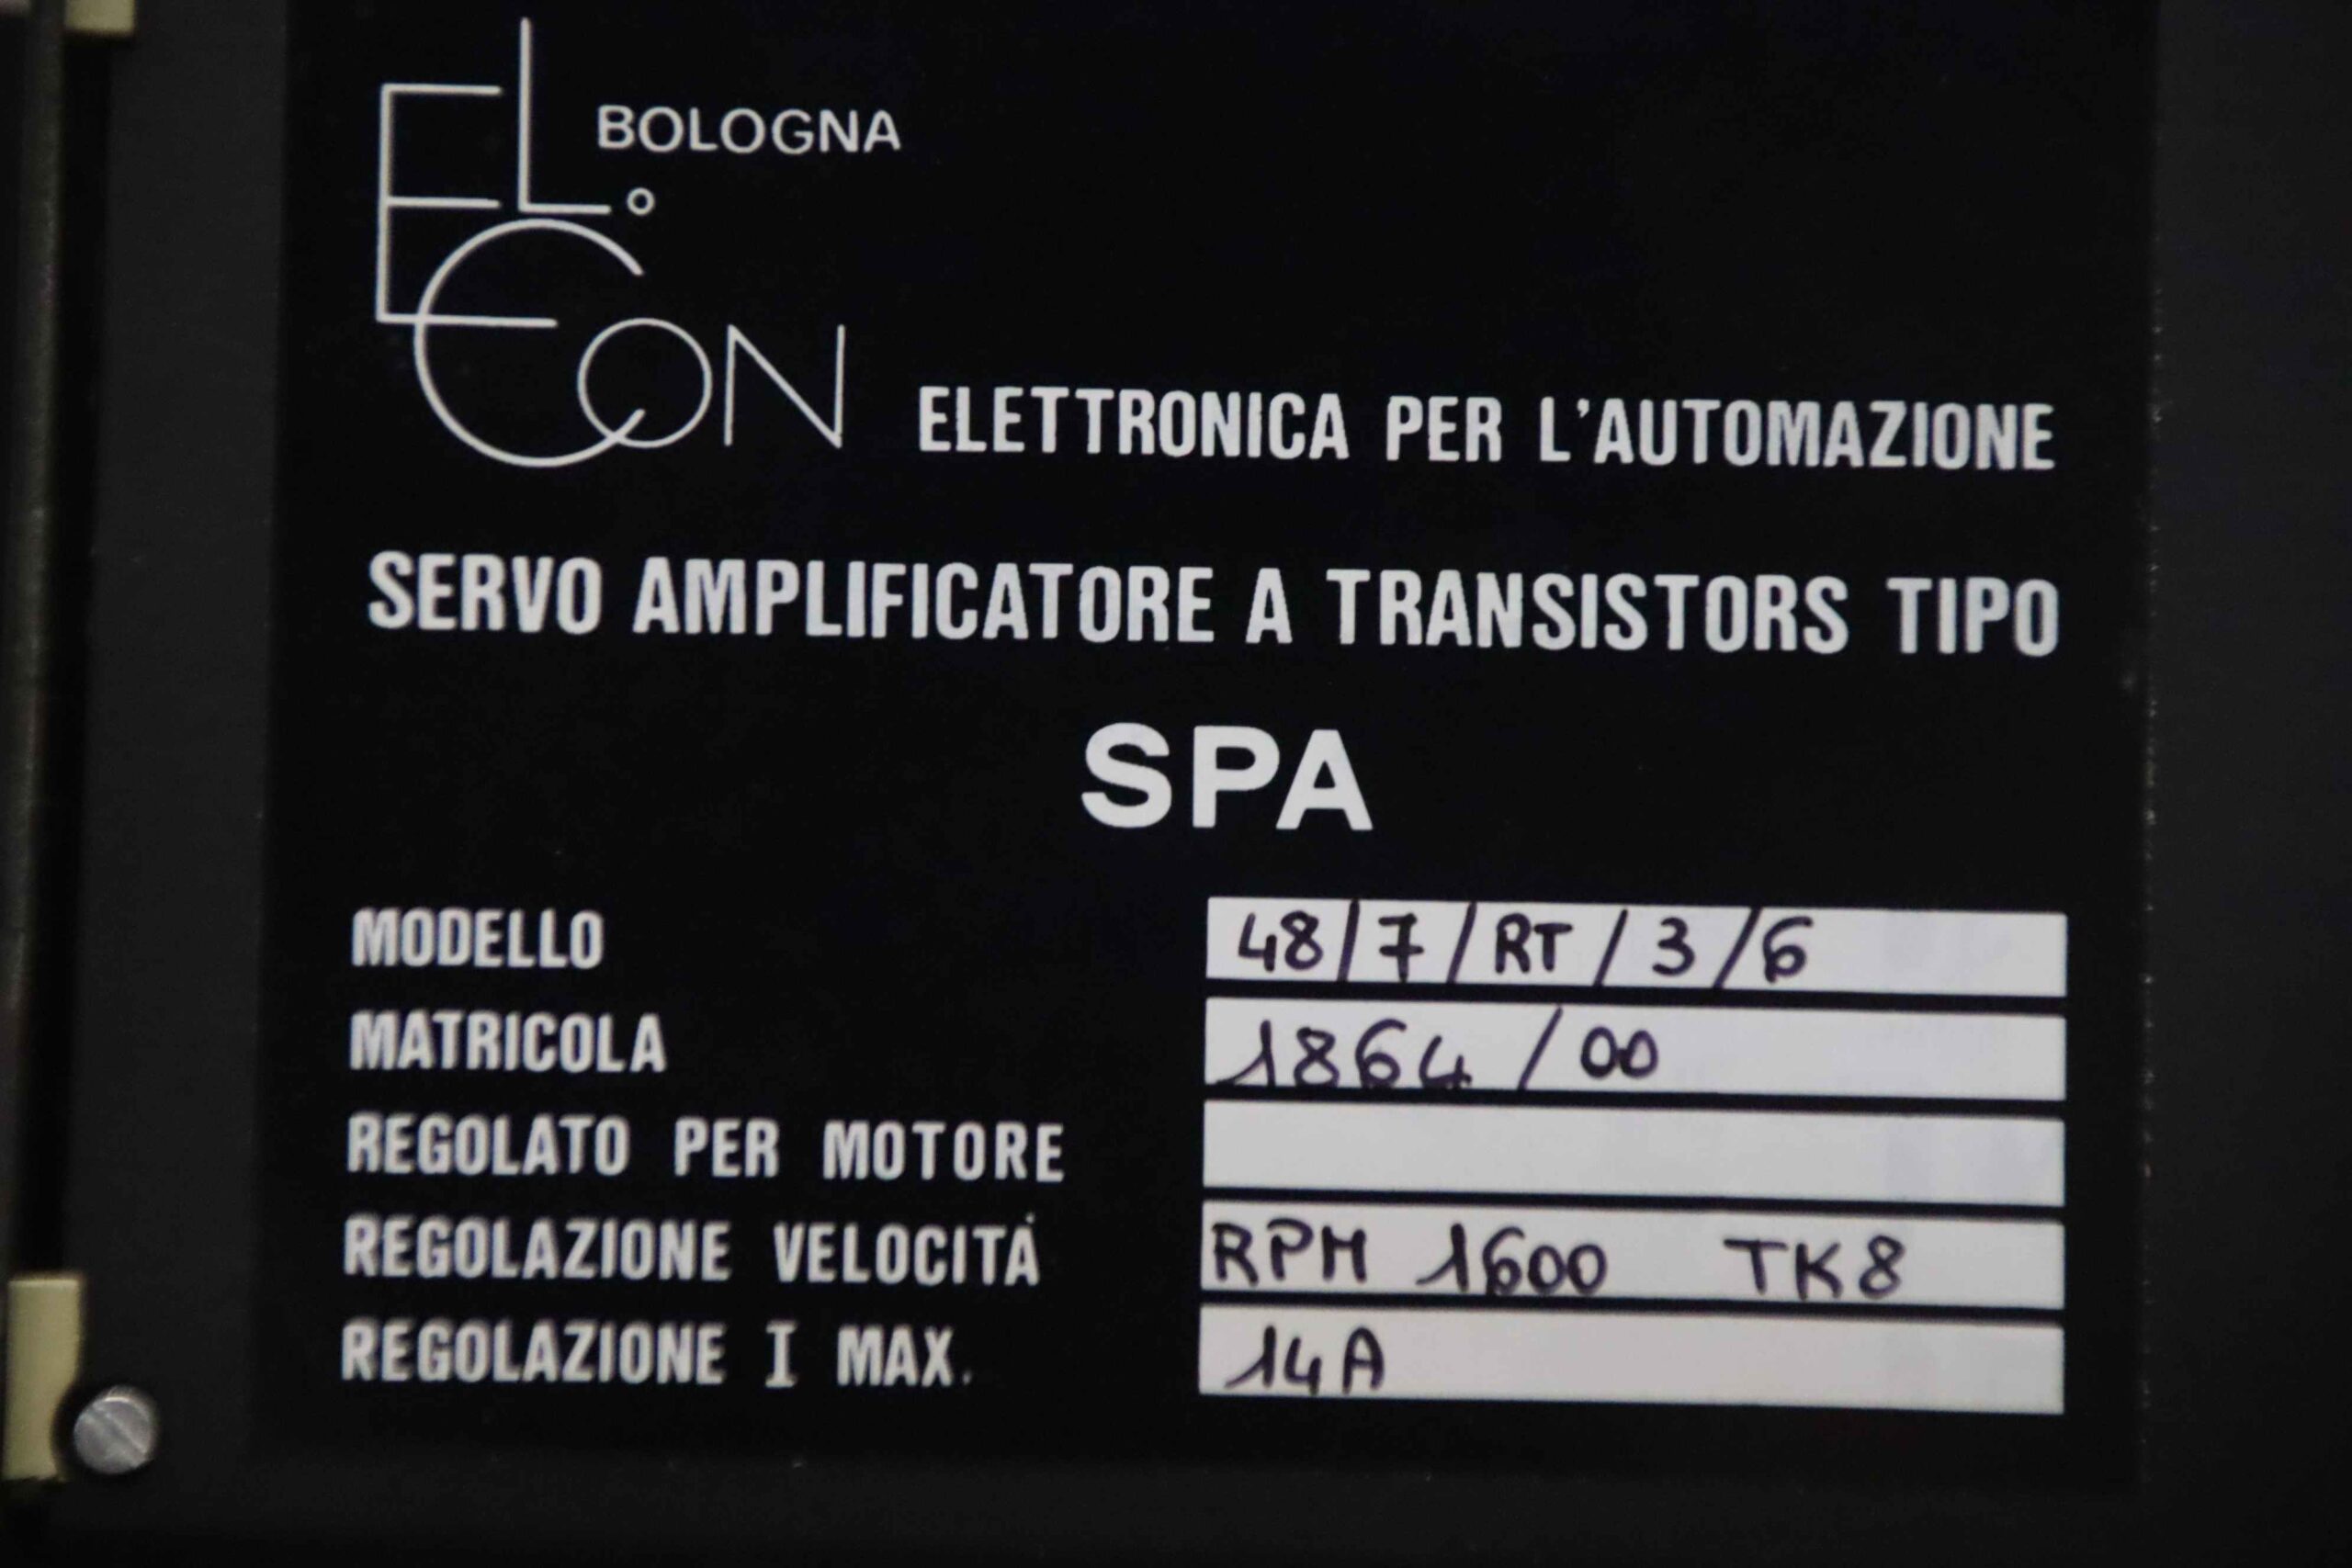 EL.
BOLOGNA
CON
ELETTRONICA PER L'AUTOMAZIONE
SERVO AMPLIFICATORE A TRANSISTORS TIPO
SPA
MODELLO 48/7/RT/3/6
MATRICOLA 1864/00
REGOLATO PER MOTORE
REGOLAZIONE VELOCITÀ RPM 1600 TK8
REGOLAZIONE I MAX. 14A